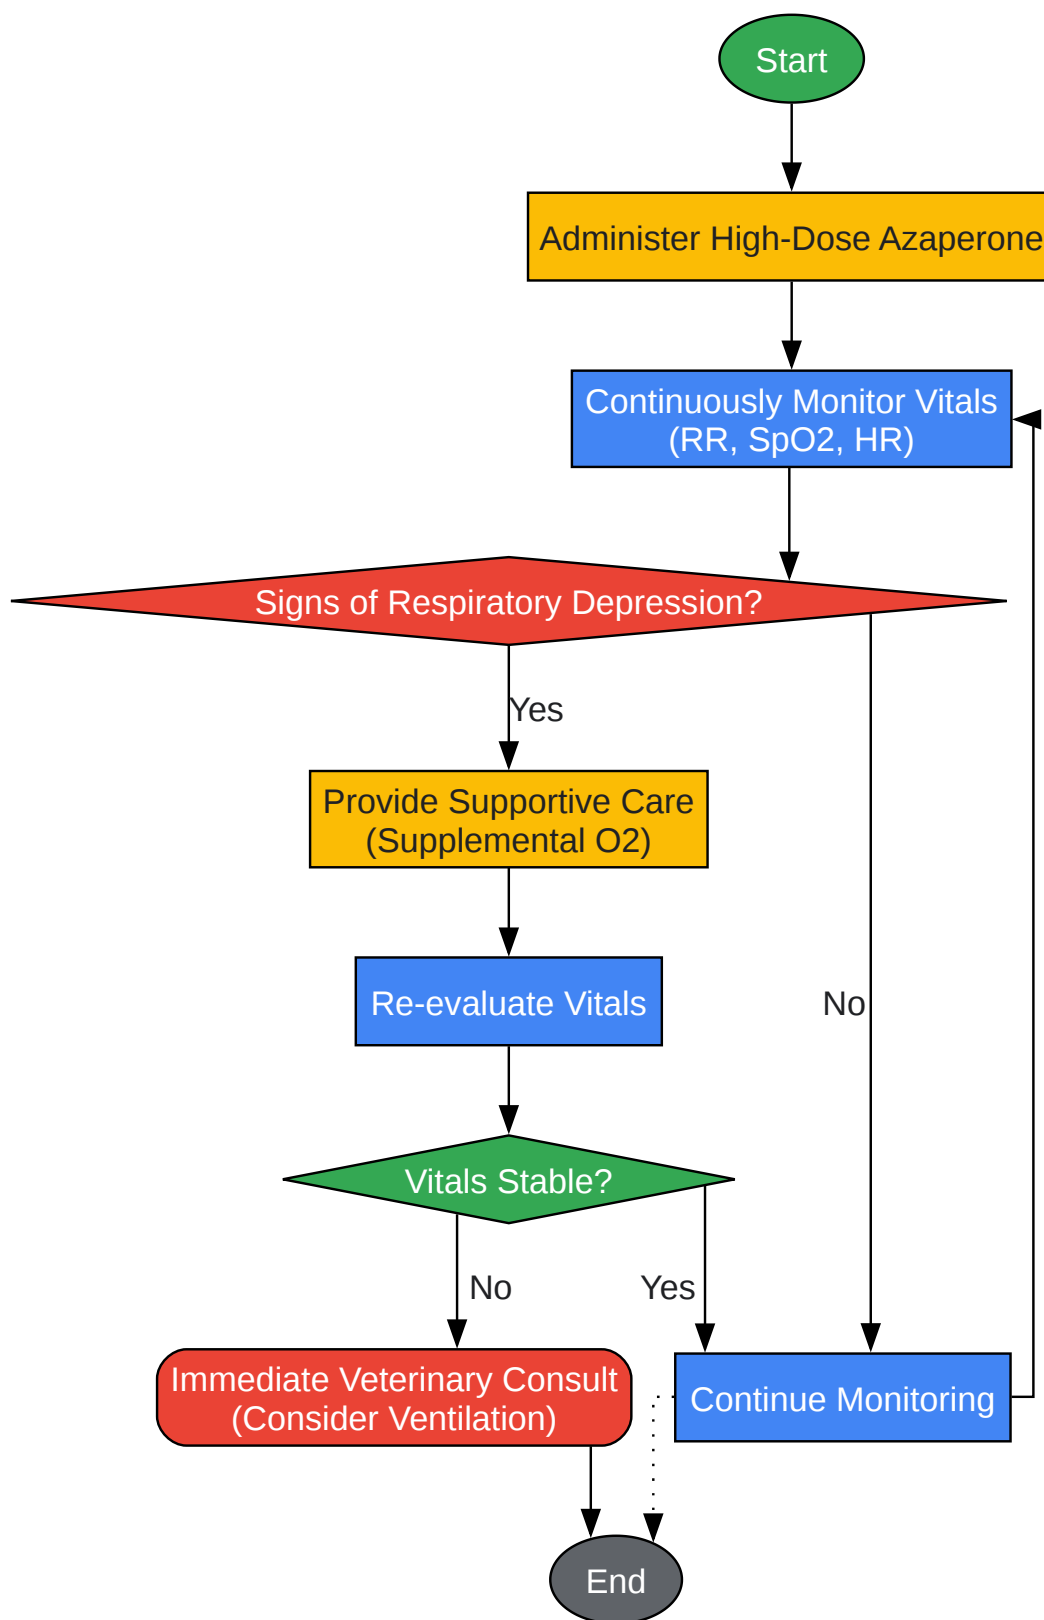 Start
Administer High-Dose Azaperone
Continuously Monitor Vitals
(RR, SpO2, HR)
Signs of Respiratory Depression?
Yes
Provide Supportive Care
(Supplemental O2)
Re-evaluate Vitals
No
Vitals Stable?
No
Yes
Immediate Veterinary Consult
(Consider Ventilation)
Continue Monitoring
End